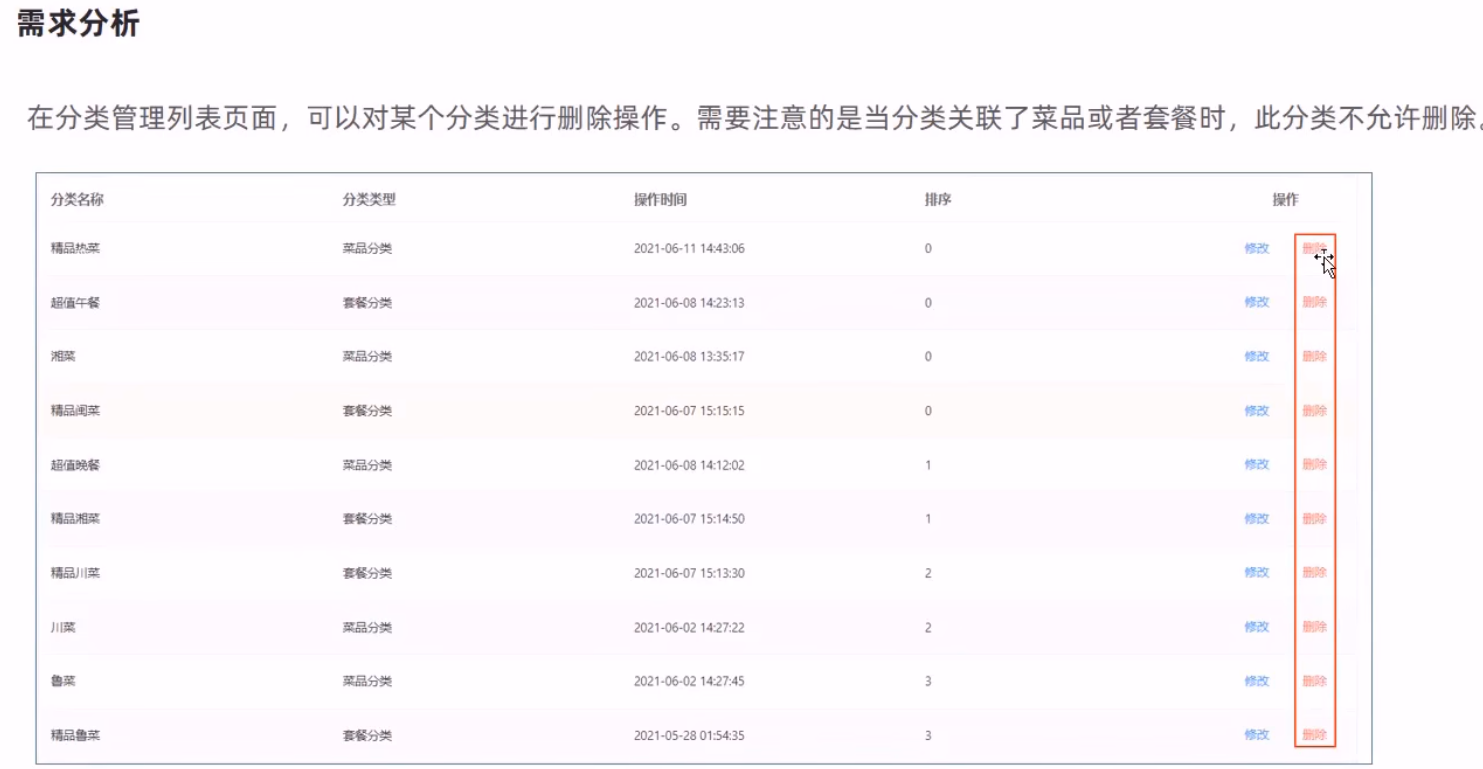 需求分析
在分类管理列表页面，可以对某个分类进行删除操作。需要注意的是当分类关联了菜品或者套餐时，此分类不允许删除。
分类名称 分类类型 操作时间 排序 操作
精品热菜 菜品分类 2021-06-11 14:43:06 0 修改 删除
超值午餐 套餐分类 2021-06-08 14:23:13 0 修改 删除
湘菜 菜品分类 2021-06-08 13:35:17 0 修改 删除
精品闽菜 套餐分类 2021-06-07 15:15:15 0 修改 删除
超值晚餐 菜品分类 2021-06-08 14:12:02 1 修改 删除
精品湘菜 套餐分类 2021-06-07 15:14:50 1 修改 删除
精品川菜 套餐分类 2021-06-07 15:13:30 2 修改 删除
川菜 菜品分类 2021-06-02 14:27:22 2 修改 删除
鲁菜 菜品分类 2021-06-02 14:27:45 3 修改 删除
精品鲁菜 套餐分类 2021-05-28 01:54:35 3 修改 删除